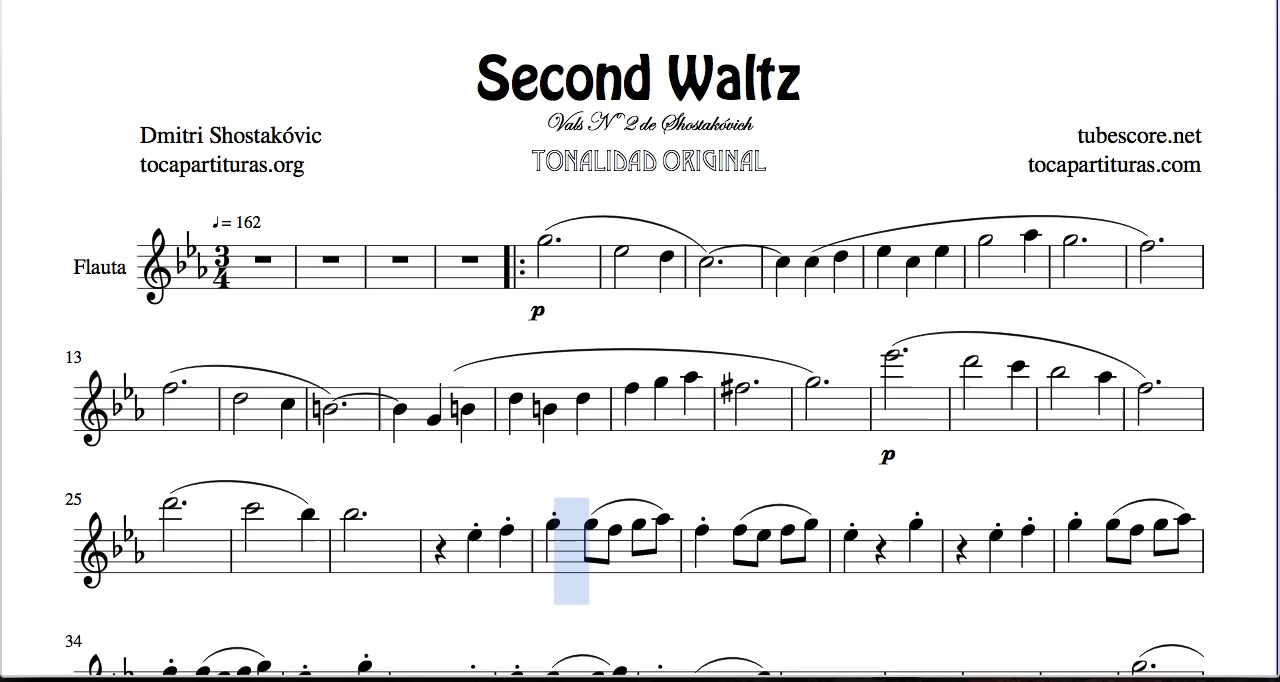 Second Waltz
Vals Nº 2 de Shostakóvich
Dmitri Shostakóvic
tubescore.net
tocapartituras.org
TONALIDAD ORIGINAL
tocapartituras.com
♩= 162
Flauta
3
4
p
13
p
25
34